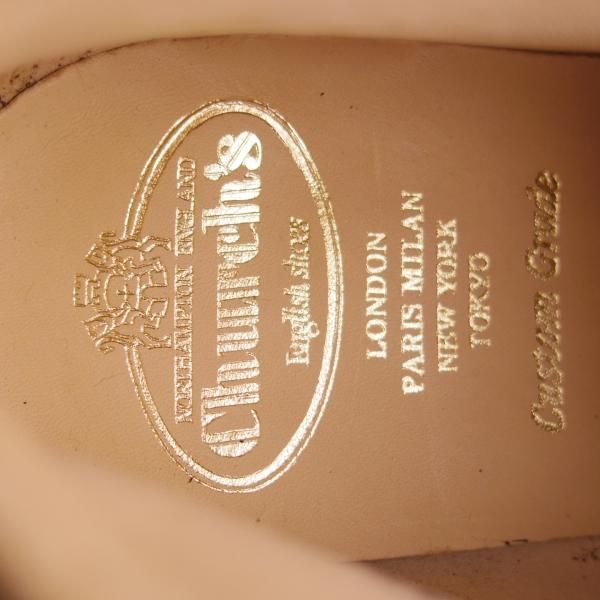 NORTHAMPTON ENGLAND
Church's
English shoes
LONDON
PARIS MILAN
NEW YORK
TOKYO
Custom Grade